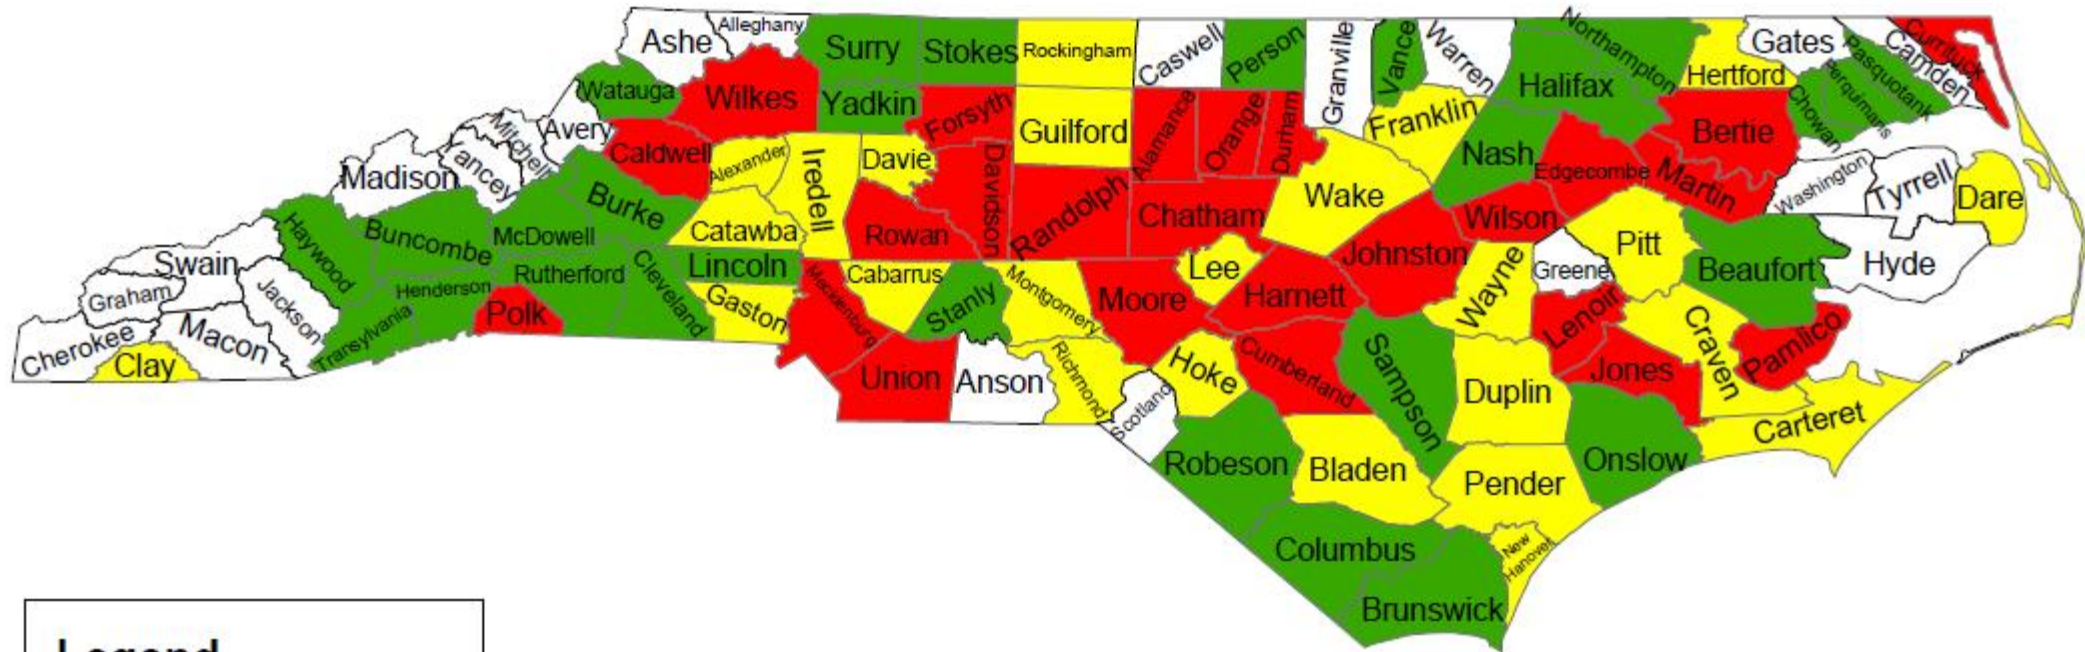 Ashe
Alleghany
Surry
Stokes
Rockingham
Caswell
Person
Granville
Vance
Warren
Northampton
Halifax
Hertford
Gates
Pasquotank
Camden
Currituck
Perquimans
Chowan
Watauga
Wilkes
Yadkin
Forsyth
Guilford
Alamance
Orange
Durham
Franklin
Nash
Edgecombe
Bertie
Martin
Washington
Tyrrell
Dare
Mitchell
Avery
Yancey
Madison
Caldwell
Alexander
Iredell
Davie
Davidson
Randolph
Chatham
Wake
Wilson
Johnston
Pitt
Beaufort
Hyde
Haywood
Buncombe
McDowell
Burke
Catawba
Rowan
Swain
Graham
Jackson
Henderson
Rutherford
Cleveland
Lincoln
Cabarrus
Stanly
Montgomery
Moore
Lee
Harnett
Wayne
Greene
Lenoir
Craven
Pamlico
Cherokee
Clay
Macon
Transylvania
Polk
Gaston
Mecklenburg
Union
Anson
Richmond
Scotland
Hoke
Cumberland
Sampson
Duplin
Jones
Carteret
Robeson
Bladen
Pender
Onslow
Columbus
New
Hanover
Brunswick
Legend